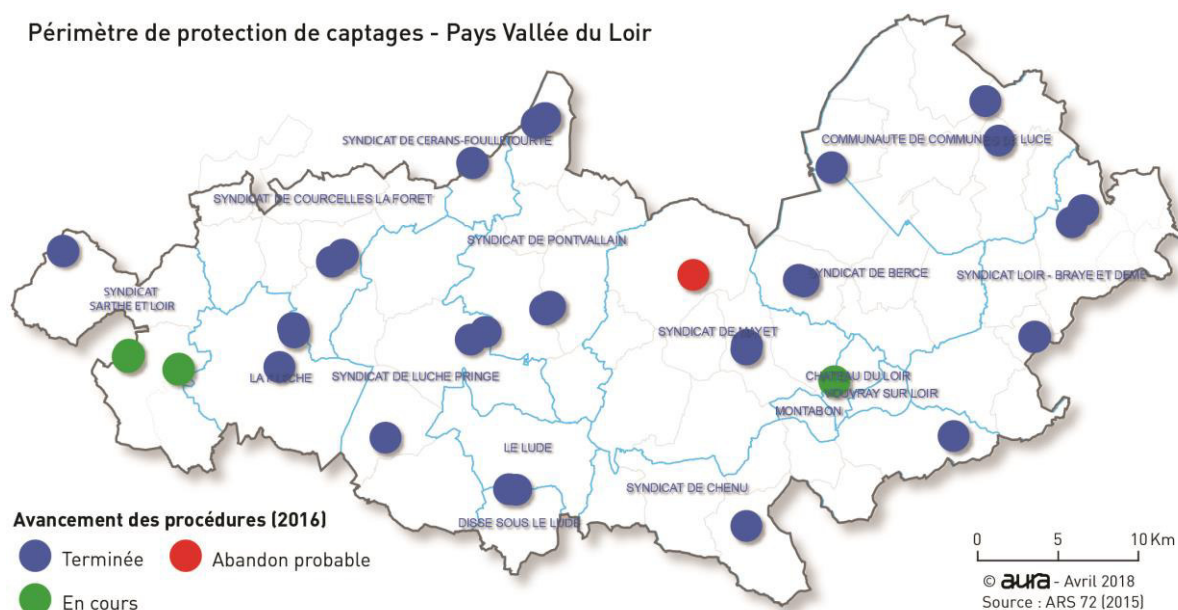 Périmètre de protection de captages - Pays Vallée du Loir
SYNDICAT DE CERANS-FOULLETOURTE
COMMUNAUTE DE COMMUNES DE LUCE
SYNDICAT DE COURCELLES LA FORET
SYNDICAT DE PONTVALLAIN
SYNDICAT DE BERCE
SYNDICAT LOIR - BRAYE ET DEME
SYNDICAT
SARTHE ET LOIR
SYNDICAT DE MAYET
LA FLECHE
SYNDICAT DE LUCHE PRINGE
CHATEAU DU LOIR
VOUVRAY SUR LOIR
MONTABON
LE LUDE
SYNDICAT DE CHENU
DISSE SOUS LE LUDE
Avancement des procédures (2016)
Terminée
Abandon probable
En cours
0 5 10 Km
© aura - Avril 2018
Source : ARS 72 (2015)